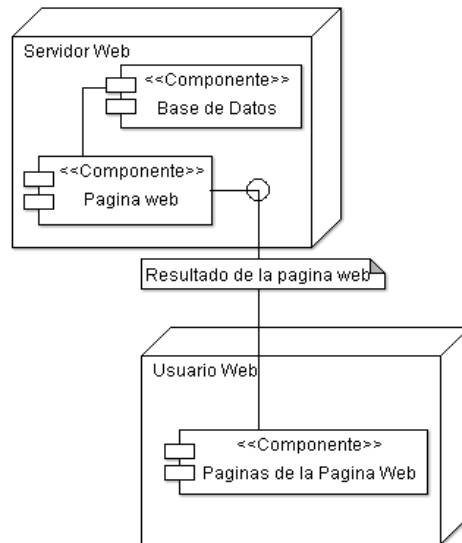 Servidor Web
<<Componente>>
Base de Datos
<<Componente>>
Pagina web
Resultado de la pagina web
Usuario Web
<<Componente>>
Paginas de la Pagina Web